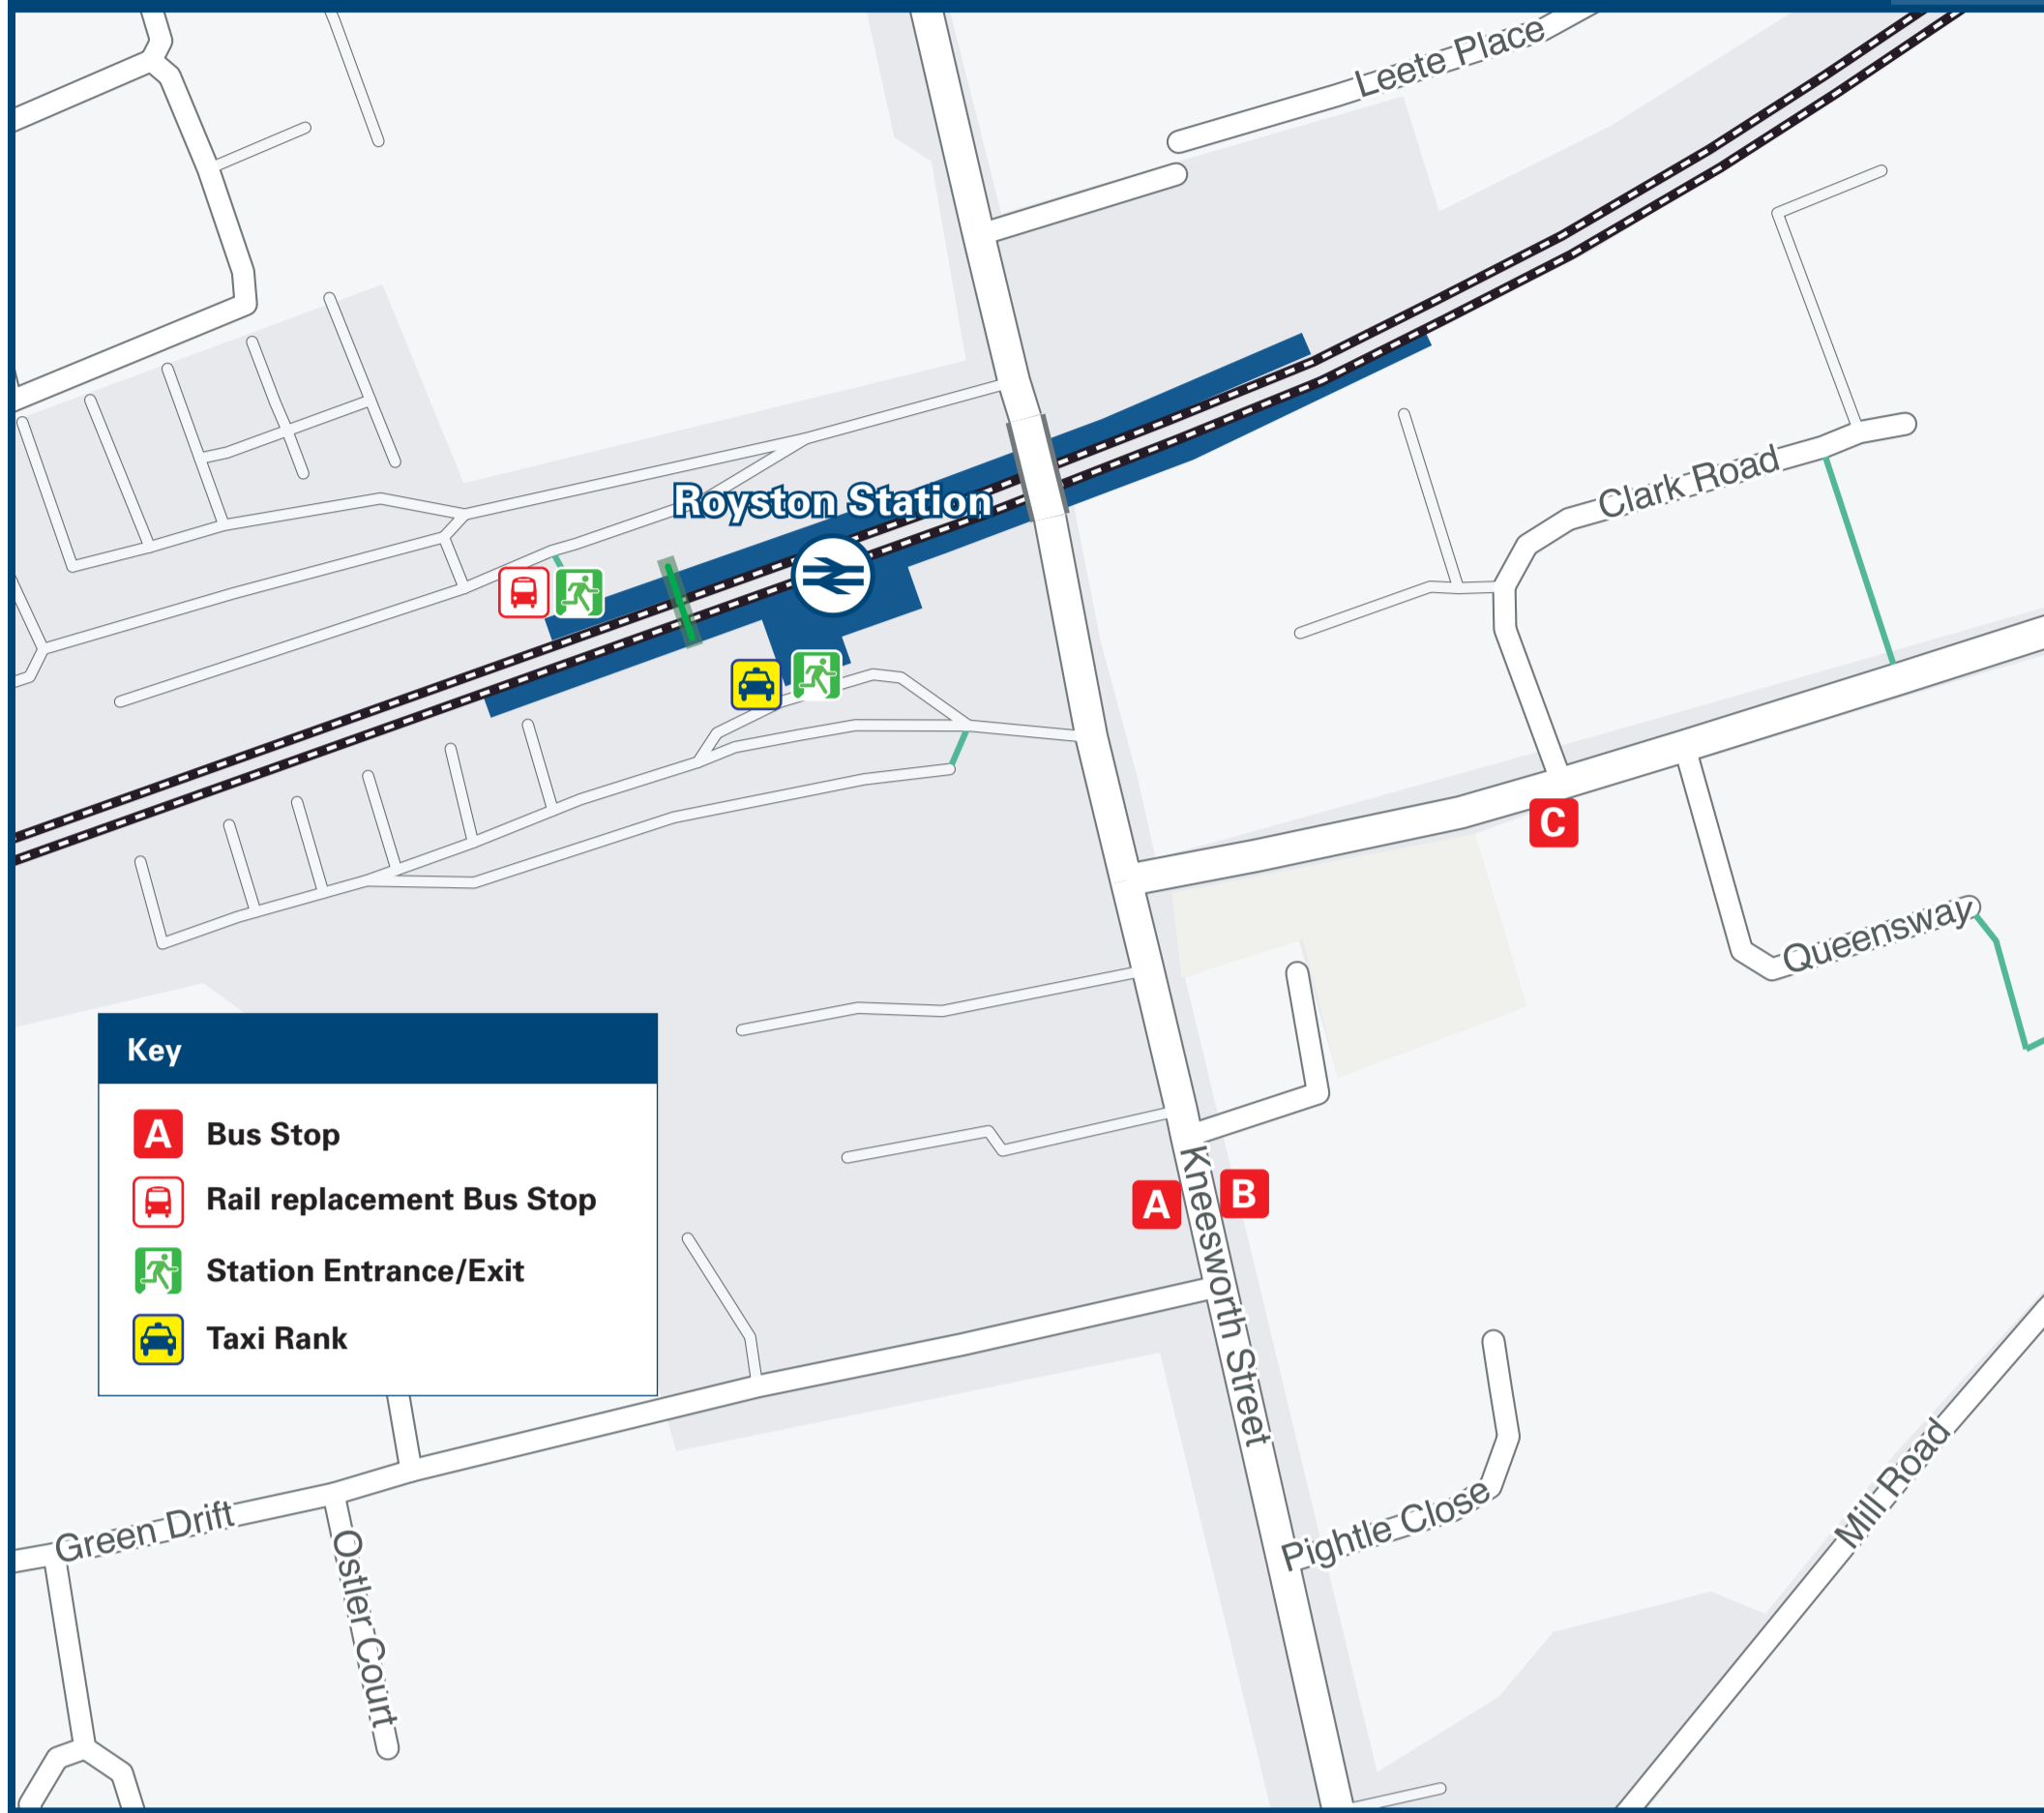 Leete Place
Clark Road
Royston Station
C
Queensway
Key
A Bus Stop
Rail replacement Bus Stop
Station Entrance/Exit
Taxi Rank
A
B
Kneesworth Street
Pightle Close
Mill Road
Green Drift
Ostler Court